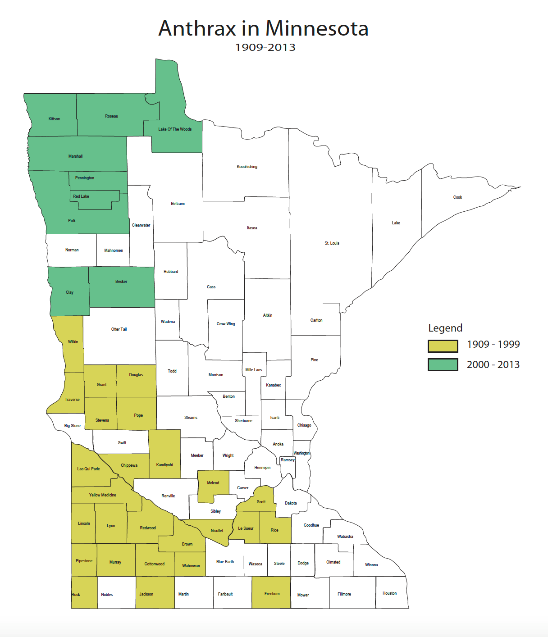 Anthrax in Minnesota
1909-2013
Kittson
Roseau
Lake Of The Woods
Marshall
Koochiching
Pennington
Red Lake
Beltrami
Cook
Polk
Clearwater
Itasca
Lake
St. Louis
Norman
Mahnomen
Hubbard
Cass
Clay
Becker
Aitkin
Wadena
Crow Wing
Carlton
Otter Tail
Wilkin
Legend
1909 - 1999
2000 - 2013
Pine
Todd
Morrison
Mille Lacs
Kanabec
Grant
Douglas
Benton
Traverse
Stevens
Pope
Stearns
Sherburne
Isanti
Chicago
Big Stone
Swift
Anoka
Washington
Lac Qui Parle
Chippewa
Kandiyohi
Meeker
Wright
Hennepin
Ramsey
Mcleod
Carver
Yellow Medicine
Renville
Scott
Dakota
Sibley
Lincoln
Lyon
Redwood
Nicollet
Le Sueur
Rice
Goodhue
Wabasha
Brown
Pipestone
Murray
Cottonwood
Watonwan
Blue Earth
Waseca
Steele
Dodge
Olmsted
Winona
Rock
Nobles
Jackson
Martin
Faribault
Freeborn
Mower
Fillmore
Houston